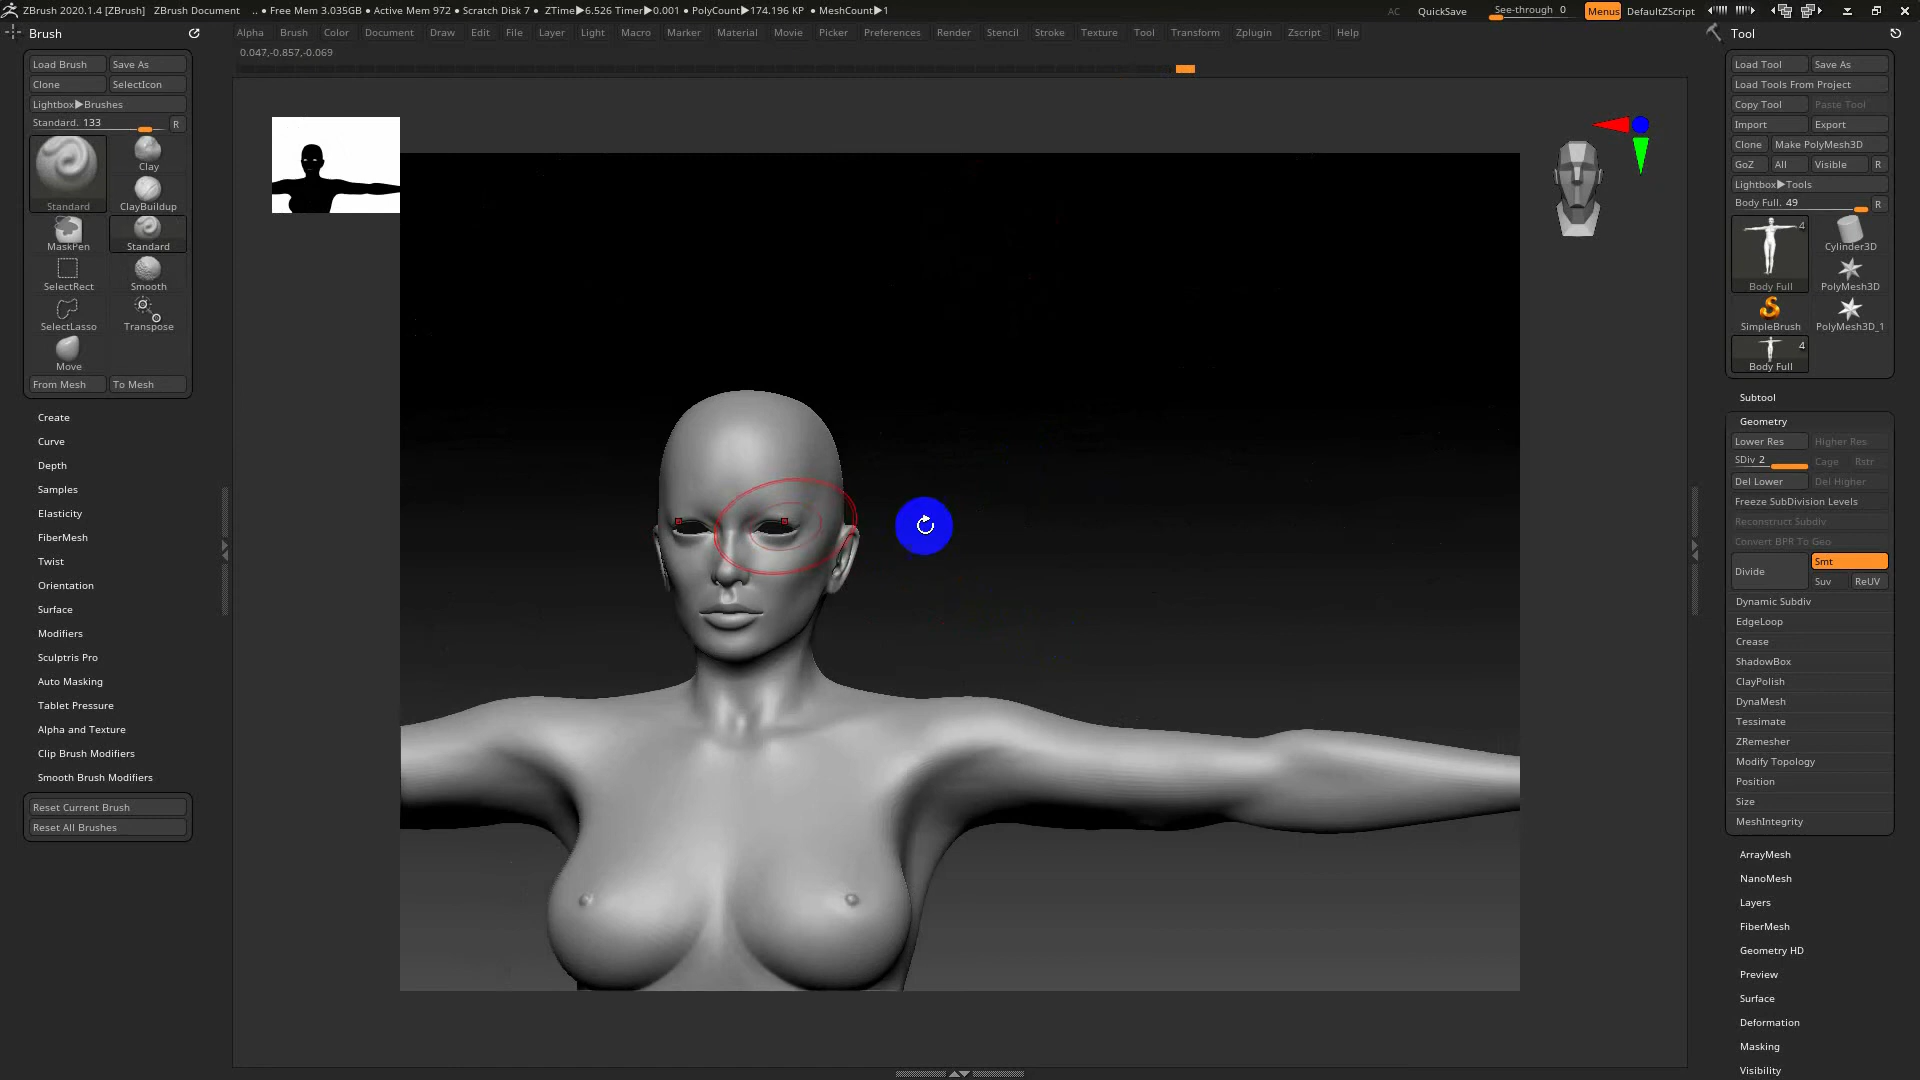 ZBrush 2020.1.4 [ZBrush] ZBrush Document .. ● Free Mem 3.035GB ● Active Mem 972 ● Scratch Disk 7 ● ZTime▶6.526 Timer▶0.001 ● PolyCount▶174.196 KP ● MeshCount▶1 AC QuickSave See-through 0 Menus DefaultZScript
Brush
Alpha Brush Color Document Draw Edit File Layer Light Macro Marker Material Movie Picker Preferences Render Stencil Stroke Texture Tool Transform Zplugin Zscript Help
0.047,-0.857,-0.069
Load Brush Save As
Clone SelectIcon
Lightbox▶Brushes
Standard. 133 R
Clay
Standard ClayBuildup
MaskPen Standard
SelectRect Smooth
SelectLasso Transpose
Move
From Mesh To Mesh
Create
Curve
Depth
Samples
Elasticity
FiberMesh
Twist
Orientation
Surface
Modifiers
Sculptris Pro
Auto Masking
Tablet Pressure
Alpha and Texture
Clip Brush Modifiers
Smooth Brush Modifiers
Reset Current Brush
Reset All Brushes
Tool
Load Tool Save As
Load Tools From Project
Copy Tool Paste Tool
Import Export
Clone Make PolyMesh3D
GoZ All Visible R
Lightbox▶Tools
Body Full. 49 R
4
Cylinder3D
Body Full PolyMesh3D
SimpleBrush PolyMesh3D_1
4
Body Full
Subtool
Geometry
Lower Res Higher Res
SDiv 2 Cage Rstr
Del Lower Del Higher
Freeze SubDivision Levels
Reconstruct Subdiv
Convert BPR To Geo
Divide Smt
Suv ReUV
Dynamic Subdiv
EdgeLoop
Crease
ShadowBox
ClayPolish
DynaMesh
Tessimate
ZRemesher
Modify Topology
Position
Size
MeshIntegrity
ArrayMesh
NanoMesh
Layers
FiberMesh
Geometry HD
Preview
Surface
Deformation
Masking
Visibility